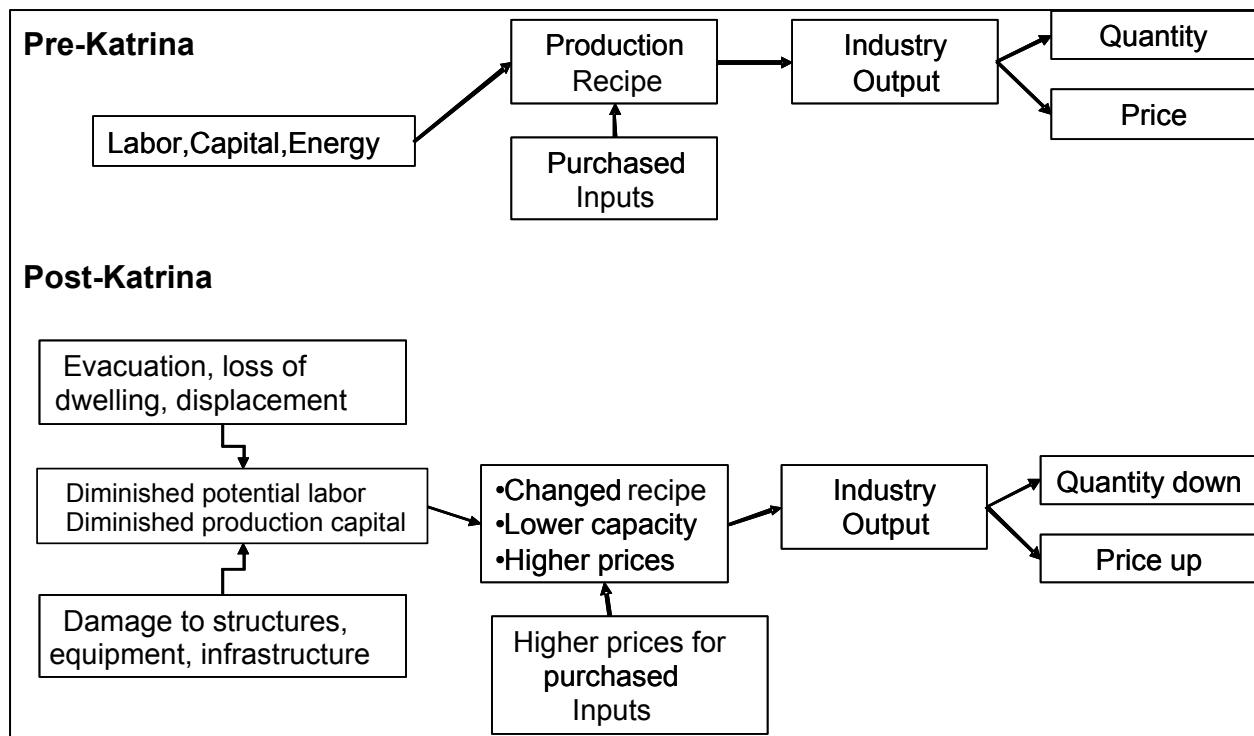 Pre-Katrina
Labor,Capital,Energy
Production
Recipe
Purchased
Inputs
Industry
Output
Quantity
Price
Post-Katrina
Evacuation, loss of
dwelling, displacement
Diminished potential labor
Diminished production capital
Damage to structures,
equipment, infrastructure
•Changed recipe
•Lower capacity
•Higher prices
Higher prices for
purchased
Inputs
Industry
Output
Quantity down
Price up